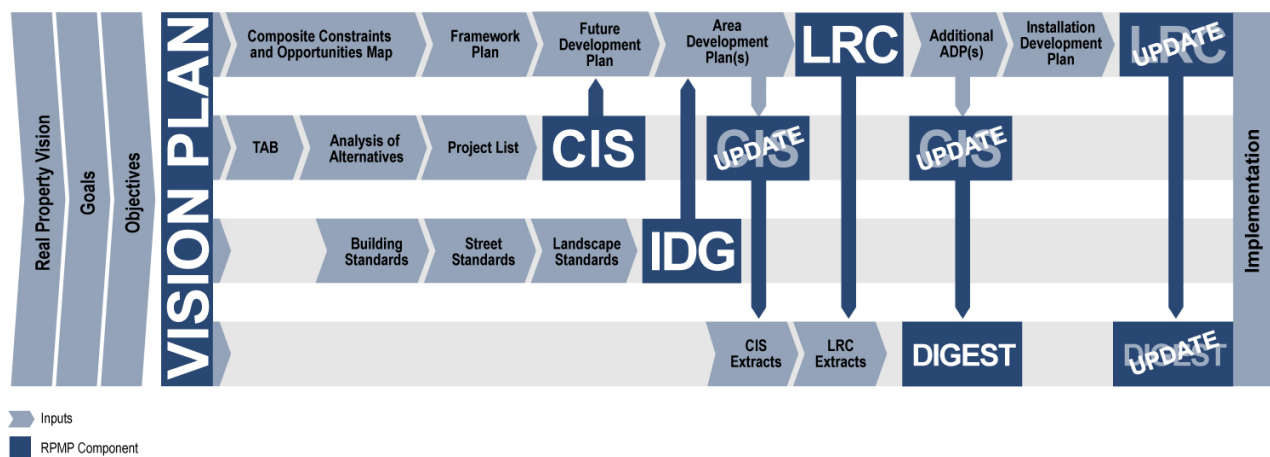 Real Property Vision
Goals
Objectives
VISION PLAN
Composite Constraints
and Opportunities Map
Framework
Plan
Future
Development
Plan
Area
Development
Plan(s)
LRC
Additional
ADP(s)
Installation
Development
Plan
LRC
UPDATE
TAB
Analysis of
Alternatives
Project List
CIS
CIS
UPDATE
CIS
UPDATE
Building
Standards
Street
Standards
Landscape
Standards
IDG
CIS
Extracts
LRC
Extracts
DIGEST
DIGEST
UPDATE
Implementation
Inputs
RPMP Component